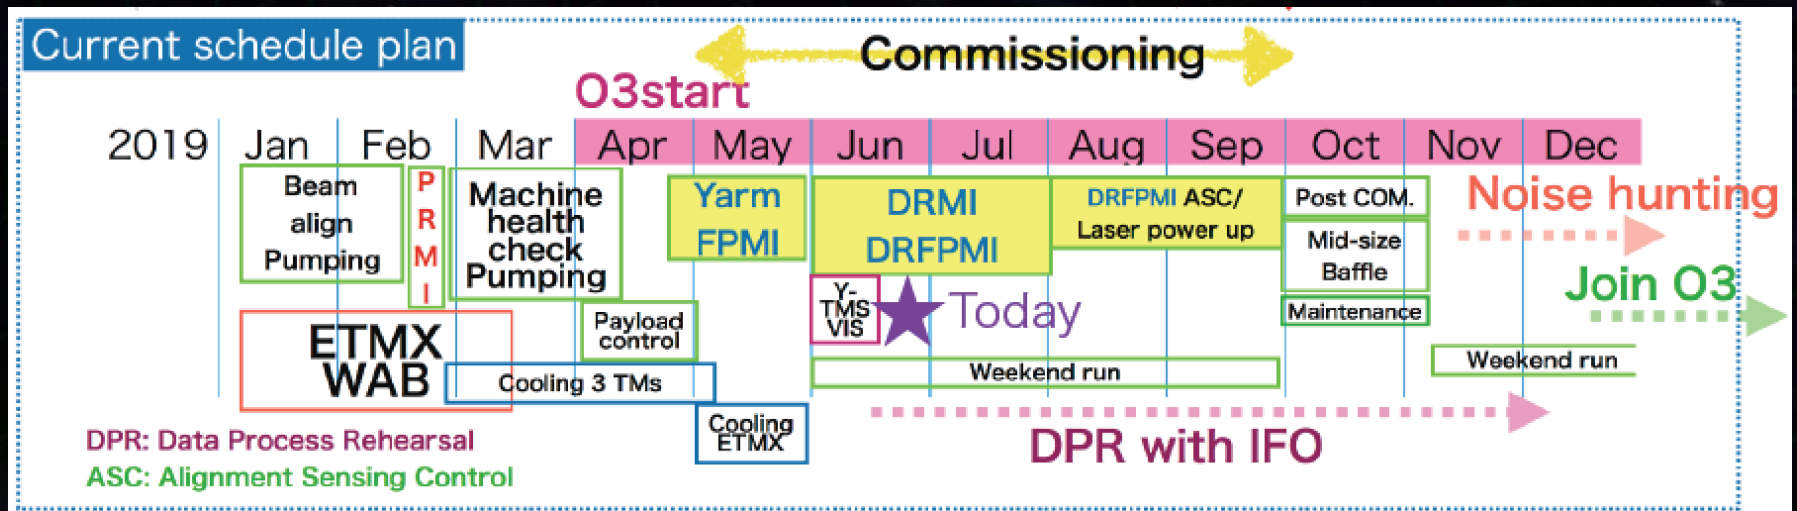 Current schedule plan
Commissioning
O3start
2019 Jan Feb Mar Apr May Jun Jul Aug Sep Oct Nov Dec
Beam
align
Pumping
P
R
M
I
Machine
health
check
Pumping
Yarm
FPMI
DRMI
DRFPMI
DRFPMI ASC/
Laser power up
Post COM.
Mid-size
Baffle
Maintenance
Noise hunting
Join O3
ETMX
WAB
Payload
control
Y-
TMS
VIS
Today
Cooling 3 TMs
Weekend run
Weekend run
Cooling
ETMX
DPR with IFO
DPR: Data Process Rehearsal
ASC: Alignment Sensing Control